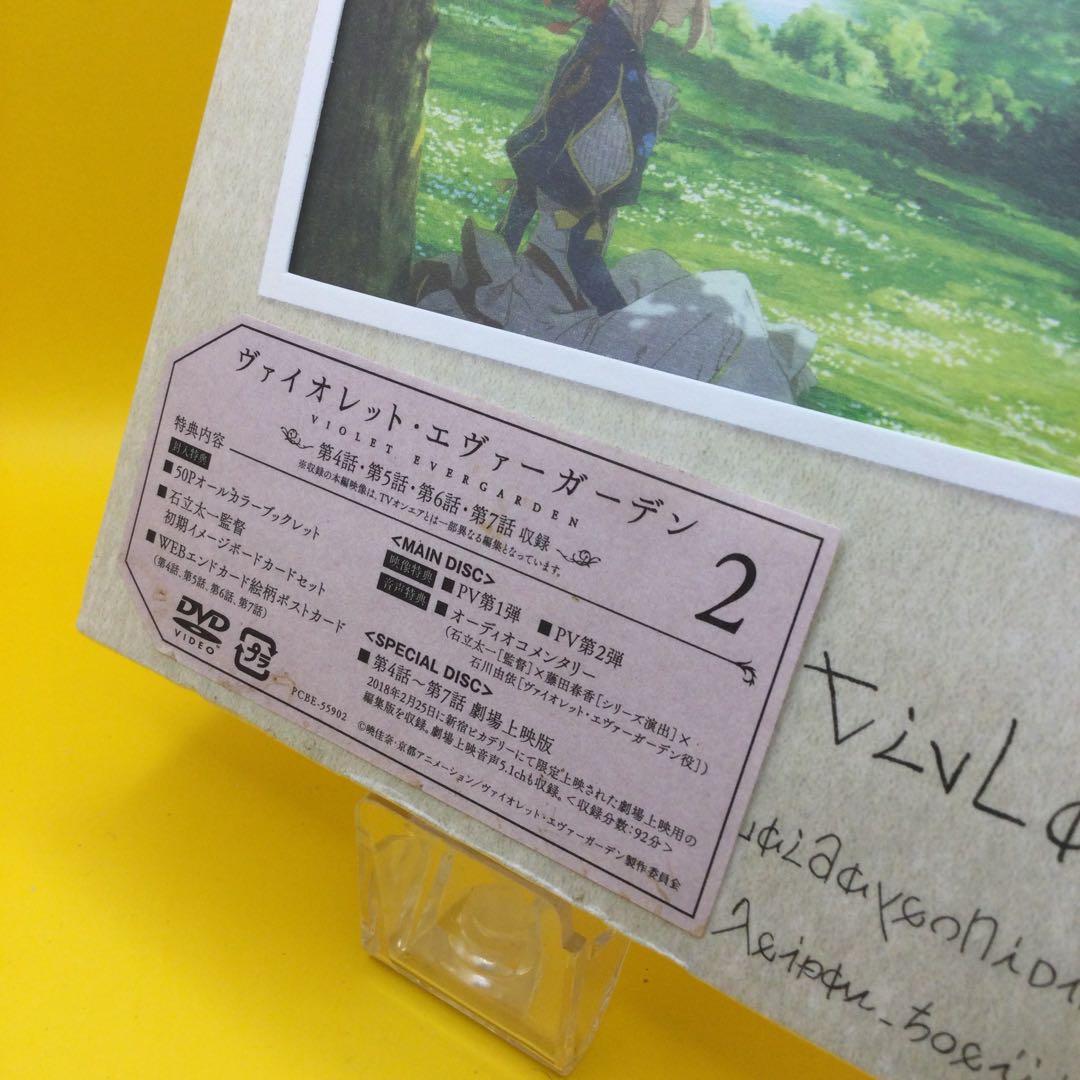 ヴァイオレット・エヴァーガーデン 2
VIOLET EVERGARDEN
第4話・第5話・第6話・第7話 収録
※収録の本編映像は、TVオンエアとは一部異なる編集となっています。
特典内容
封入特典
■50Pオールカラーブックレット
■石立太一監督
初期イメージボードカードセット
■WEBエンドカード絵柄ポストカード
(第4話、第5話、第6話、第7話)
DVD
VIDEO
タラ
PCBE-55902
<MAIN DISC>
映像特典 ■PV第1弾 ■PV第2弾
音声特典 ■オーディオコメンタリー
(石立太一[監督]×藤田春香[シリーズ演出]×
石川由依[ヴァイオレット・エヴァーガーデン役])
<SPECIAL DISC>
■第4話～第7話 劇場上映版
2018年2月25日に新宿ピカデリーにて限定上映された劇場上映用の
編集版を収録。劇場上映音声5.1chも収録。<収録分数:92分>
©暁佳奈・京都アニメーション/ヴァイオレット・エヴァーガーデン製作委員会